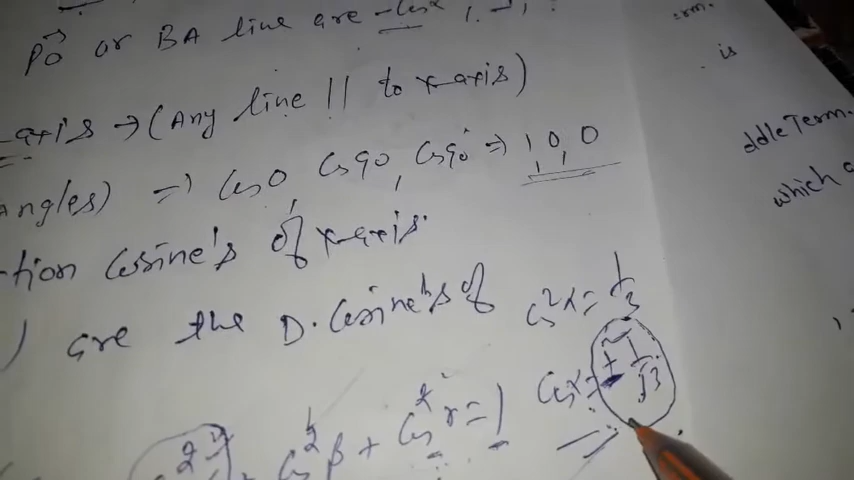 PO or BA line are -Cosα, -1,
-axis → (Any line || to x-axis)
Angles) ⇒ Cos0, Cos90, Cos90° ⇒ 1, 0, 0
-tion Cosine's of x-axis.
) are the D. Cosine's of
cos²α = 1/3
Cosα = ± 1/√3
cos²β + cos²γ = 1
is
ddle Term.
which